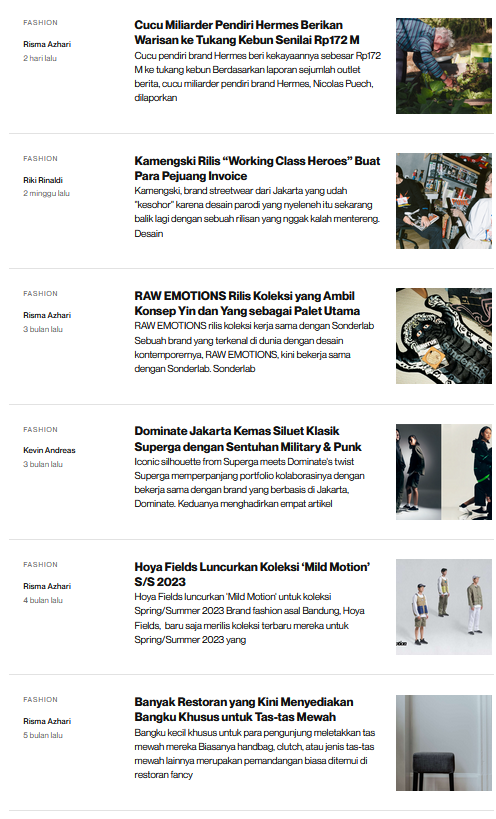 FASHION
Risma Azhari
2 hari lalu
Cucu Miliarder Pendiri Hermes Berikan
Warisan ke Tukang Kebun Senilai Rp172 M
Cucu pendiri brand Hermes beri kekayaannya sebesar Rp172
M ke tukang kebun Berdasarkan laporan sejumlah outlet
berita, cucu miliarder pendiri brand Hermes, Nicolas Puech,
dilaporkan
FASHION
Riki Rinaldi
2 minggu lalu
Kamengski Rilis “Working Class Heroes” Buat
Para Pejuang Invoice
Kamengski, brand streetwear dari Jakarta yang udah
"kesohor" karena desain parodi yang nyeleneh itu sekarang
balik lagi dengan sebuah rilisan yang nggak kalah mentereng.
Desain
FASHION
Risma Azhari
3 bulan lalu
RAW EMOTIONS Rilis Koleksi yang Ambil
Konsep Yin dan Yang sebagai Palet Utama
RAW EMOTIONS rilis koleksi kerja sama dengan Sonderlab
Sebuah brand yang terkenal di dunia dengan desain
kontemporernya, RAW EMOTIONS, kini bekerja sama
dengan Sonderlab. Sonderlab
FASHION
Kevin Andreas
3 bulan lalu
Dominate Jakarta Kemas Siluet Klasik
Superga dengan Sentuhan Military & Punk
Iconic silhouette from Superga meets Dominate's twist
Superga memperpanjang portfolio kolaborasinya dengan
bekerja sama dengan brand yang berbasis di Jakarta,
Dominate. Keduanya menghadirkan empat artikel
FASHION
Risma Azhari
4 bulan lalu
Hoya Fields Luncurkan Koleksi ‘Mild Motion’
S/S 2023
Hoya Fields luncurkan 'Mild Motion' untuk koleksi
Spring/Summer 2023 Brand fashion asal Bandung, Hoya
Fields, baru saja merilis koleksi terbaru mereka untuk
Spring/Summer 2023 yang
FASHION
Risma Azhari
5 bulan lalu
Banyak Restoran yang Kini Menyediakan
Bangku Khusus untuk Tas-tas Mewah
Bangku kecil khusus untuk para pengunjung meletakkan tas
mewah mereka Biasanya handbag, clutch, atau jenis tas-tas
mewah lainnya merupakan pemandangan biasa ditemui di
restoran fancy